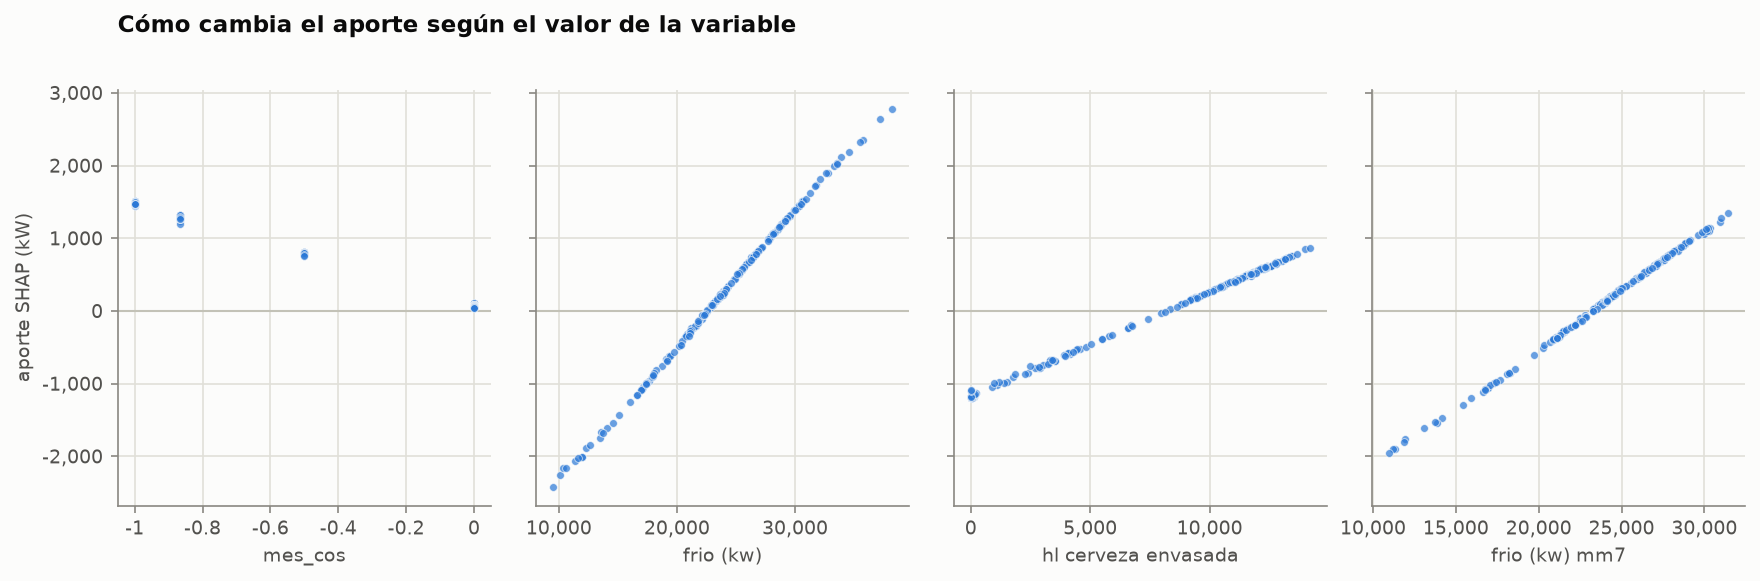 Cómo cambia el aporte según el valor de la variable
aporte SHAP (kW)
3,000
2,000
1,000
0
-1,000
-2,000
-1 -0.8 -0.6 -0.4 -0.2 0
mes_cos
10,000 20,000 30,000
frio (kw)
0 5,000 10,000
hl cerveza envasada
10,000 15,000 20,000 25,000 30,000
frio (kw) mm7